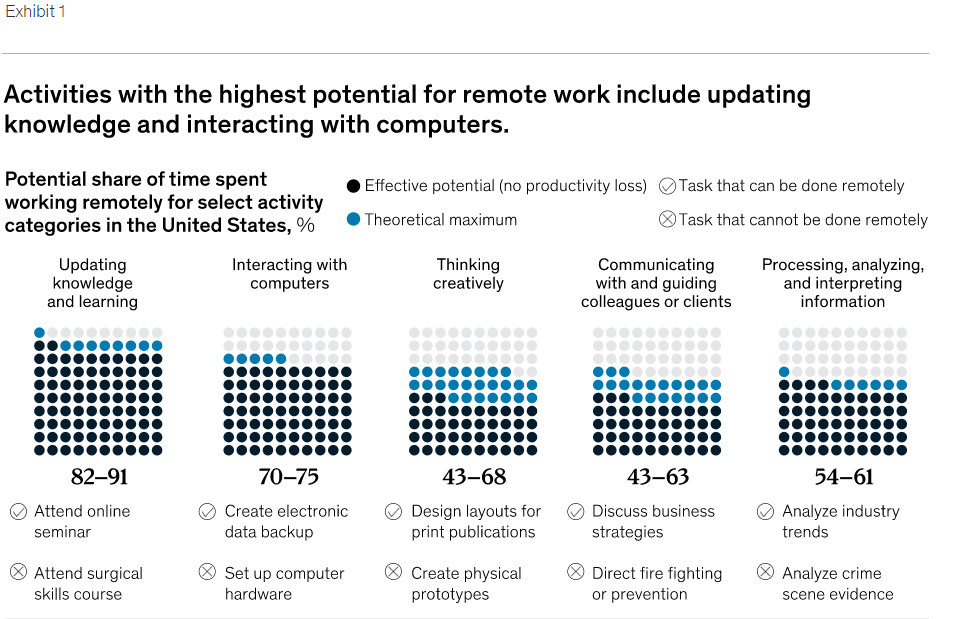 Exhibit 1
Activities with the highest potential for remote work include updating
knowledge and interacting with computers.
Potential share of time spent
working remotely for select activity
categories in the United States, %
Effective potential (no productivity loss)
Task that can be done remotely
Theoretical maximum
Task that cannot be done remotely
Updating
knowledge
and learning
Interacting with
computers
Thinking
creatively
Communicating
with and guiding
colleagues or clients
Processing, analyzing,
and interpreting
information
82–91
70–75
43–68
43–63
54–61
Attend online
seminar
Create electronic
data backup
Design layouts for
print publications
Discuss business
strategies
Analyze industry
trends
Attend surgical
skills course
Set up computer
hardware
Create physical
prototypes
Direct fire fighting
or prevention
Analyze crime
scene evidence